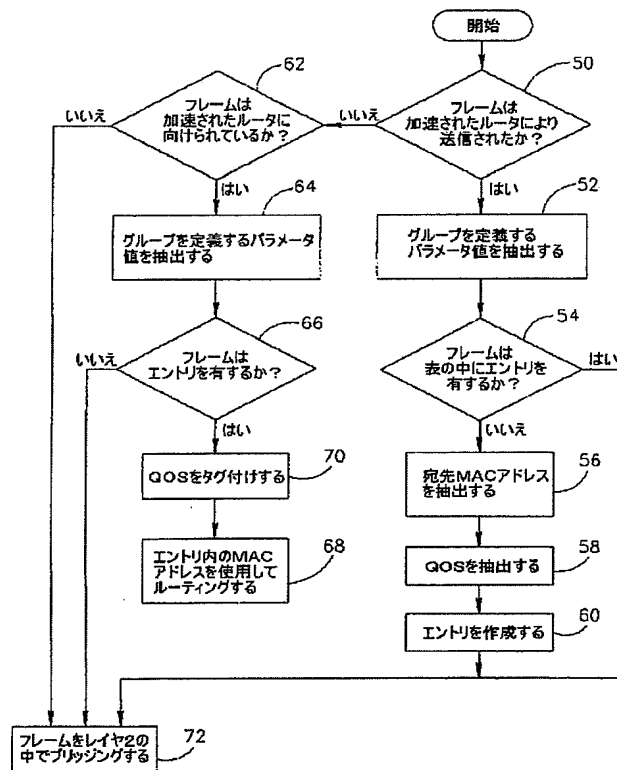 開始
50
フレームは
加速されたルータにより
送信されたか?
いいえ
はい
62
フレームは
加速されたルータに
向けられているか?
いいえ
はい
52
グループを定義する
パラメータ値を抽出する
64
グループを定義するパラメータ
値を抽出する
54
フレームは
表の中にエントリを
有するか?
はい
いいえ
66
フレームは
エントリを有するか?
いいえ
はい
56
宛先MACアドレス
を抽出する
70
QOSをタグ付けする
58
QOSを抽出する
68
エントリ内のMAC
アドレスを使用して
ルーティングする
60
エントリを作成する
フレームをレイヤ2の
中でブリッジングする
72